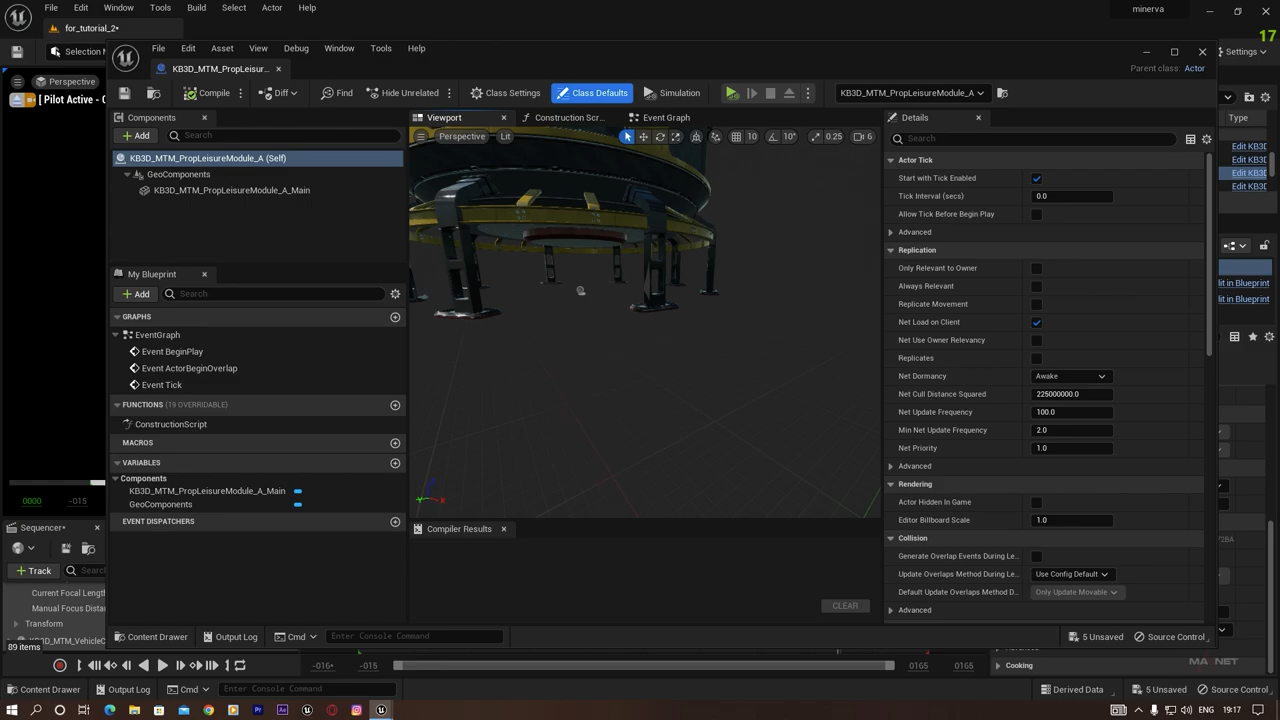 File Edit Window Tools Build Select Actor Help
minerva
for_tutorial_2*
17
Selection M
Settings
File Edit Asset View Debug Window Tools Help
KB3D_MTM_PropLeisur...
Parent class: Actor
Compile Diff Find Hide Unrelated Class Settings Class Defaults Simulation KB3D_MTM_PropLeisureModule_A
Perspective
[ Pilot Active - C
Components
Add Search
KB3D_MTM_PropLeisureModule_A (Self)
GeoComponents
KB3D_MTM_PropLeisureModule_A_Main
My Blueprint
Add Search
GRAPHS
EventGraph
Event BeginPlay
Event ActorBeginOverlap
Event Tick
FUNCTIONS (19 OVERRIDABLE)
ConstructionScript
MACROS
VARIABLES
Components
KB3D_MTM_PropLeisureModule_A_Main
GeoComponents
EVENT DISPATCHERS
Viewport Construction Scr... Event Graph
Perspective Lit 10 10° 0.25 6
Compiler Results
CLEAR
Details
Search
Actor Tick
Start with Tick Enabled
Tick Interval (secs) 0.0
Allow Tick Before Begin Play
Advanced
Replication
Only Relevant to Owner
Always Relevant
Replicate Movement
Net Load on Client
Net Use Owner Relevancy
Replicates
Net Dormancy Awake
Net Cull Distance Squared 225000000.0
Net Update Frequency 100.0
Min Net Update Frequency 2.0
Net Priority 1.0
Advanced
Rendering
Actor Hidden In Game
Editor Billboard Scale 1.0
Collision
Generate Overlap Events During Le...
Update Overlaps Method During Le... Use Config Default
Default Update Overlaps Method D... Only Update Movable
Advanced
Type
Edit KB3D
Edit KB3D
Edit KB3D
Edit KB3D
dit in Blueprint
dit in Blueprint
0000 -015
Sequencer*
Track Search
Current Focal Length
Manual Focus Distan
Transform
KB3D_MTM_VehicleC
89 items
Content Drawer Output Log Cmd Enter Console Command 5 Unsaved Source Control
-016* -015 0165 0165
Cooking
Content Drawer Output Log Cmd Enter Console Command Derived Data 5 Unsaved Source Control
ENG 19:17